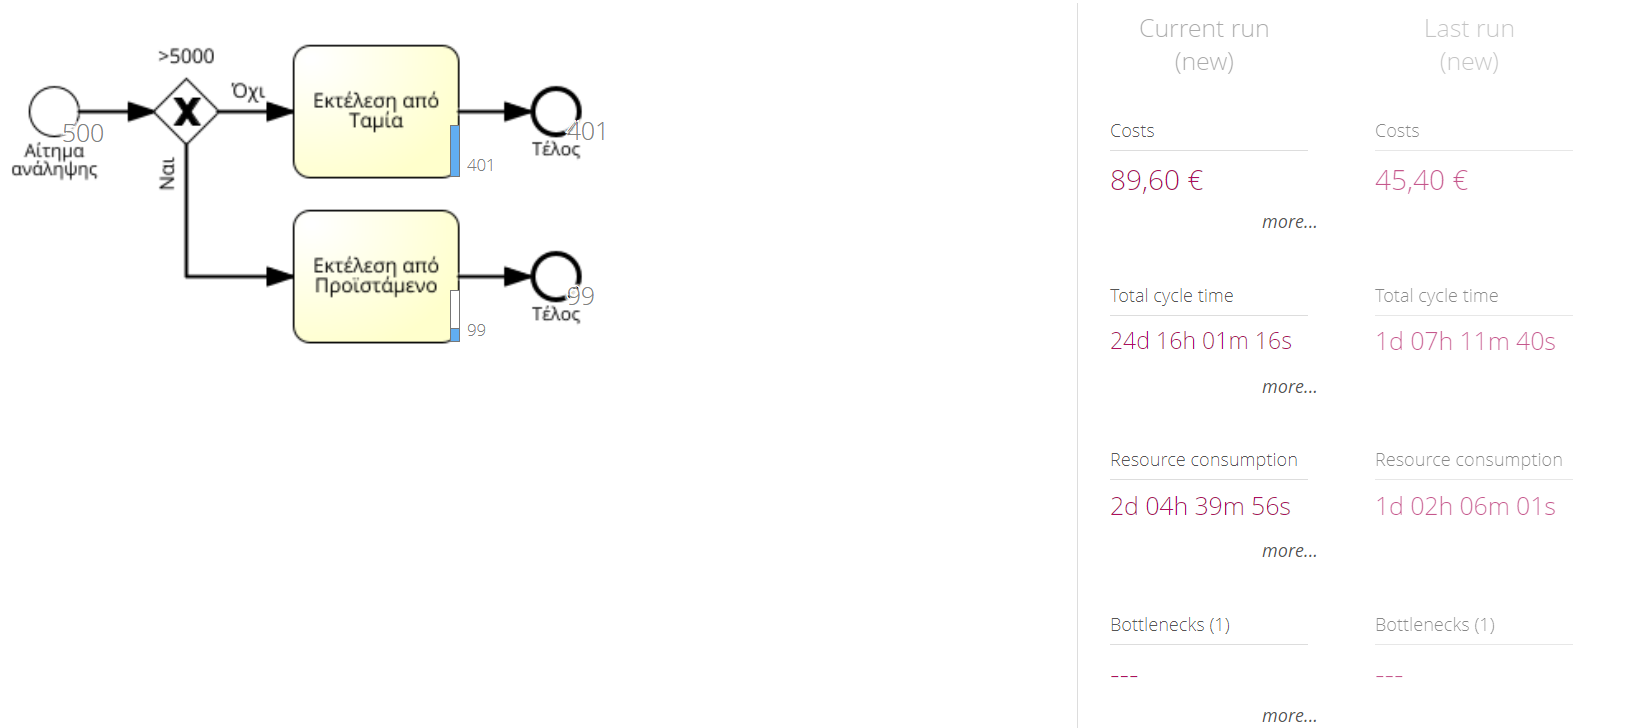 >5000
Όχι
500
Αίτημα
ανάληψης
Ναι
Εκτέλεση από
Ταμία
401
401
Τέλος
Εκτέλεση από
Προϊστάμενο
99
99
Τέλος
Current run
(new)
Last run
(new)
Costs
Costs
89,60 €
45,40 €
more...
Total cycle time
Total cycle time
24d 16h 01m 16s
1d 07h 11m 40s
more...
Resource consumption
Resource consumption
2d 04h 39m 56s
1d 02h 06m 01s
more...
Bottlenecks (1)
Bottlenecks (1)
---
---
more...